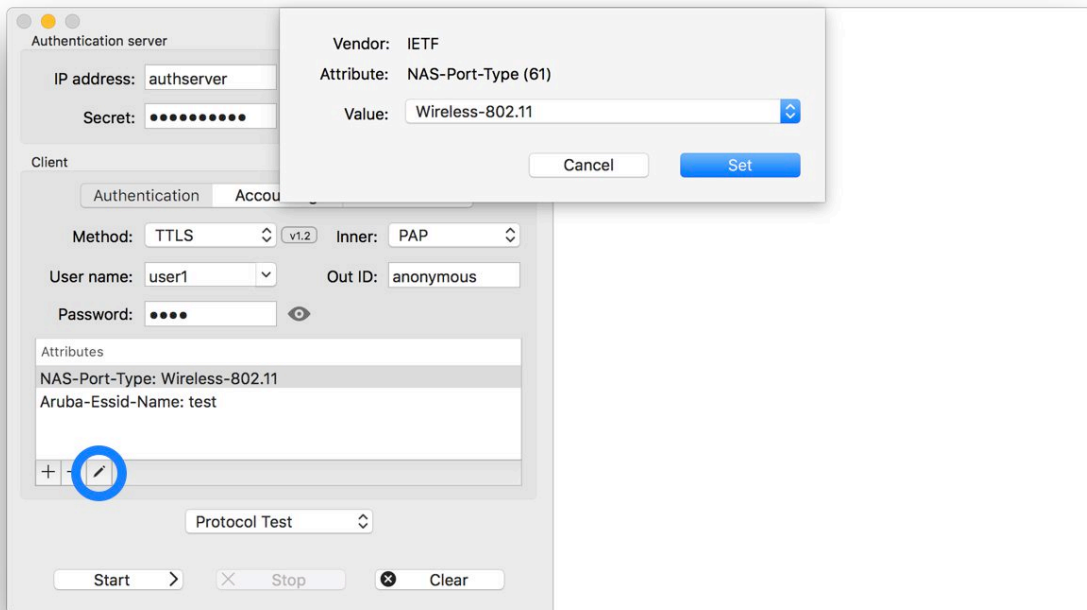 Authentication server
IP address: authserver
Secret: ●●●●●●●●●●
Vendor: IETF
Attribute: NAS-Port-Type (61)
Value: Wireless-802.11
Cancel Set
Client
Authentication Accou
Method: TTLS v1.2 Inner: PAP
User name: user1 Out ID: anonymous
Password: ●●●●
Attributes
NAS-Port-Type: Wireless-802.11
Aruba-Essid-Name: test
Protocol Test
Start Stop Clear